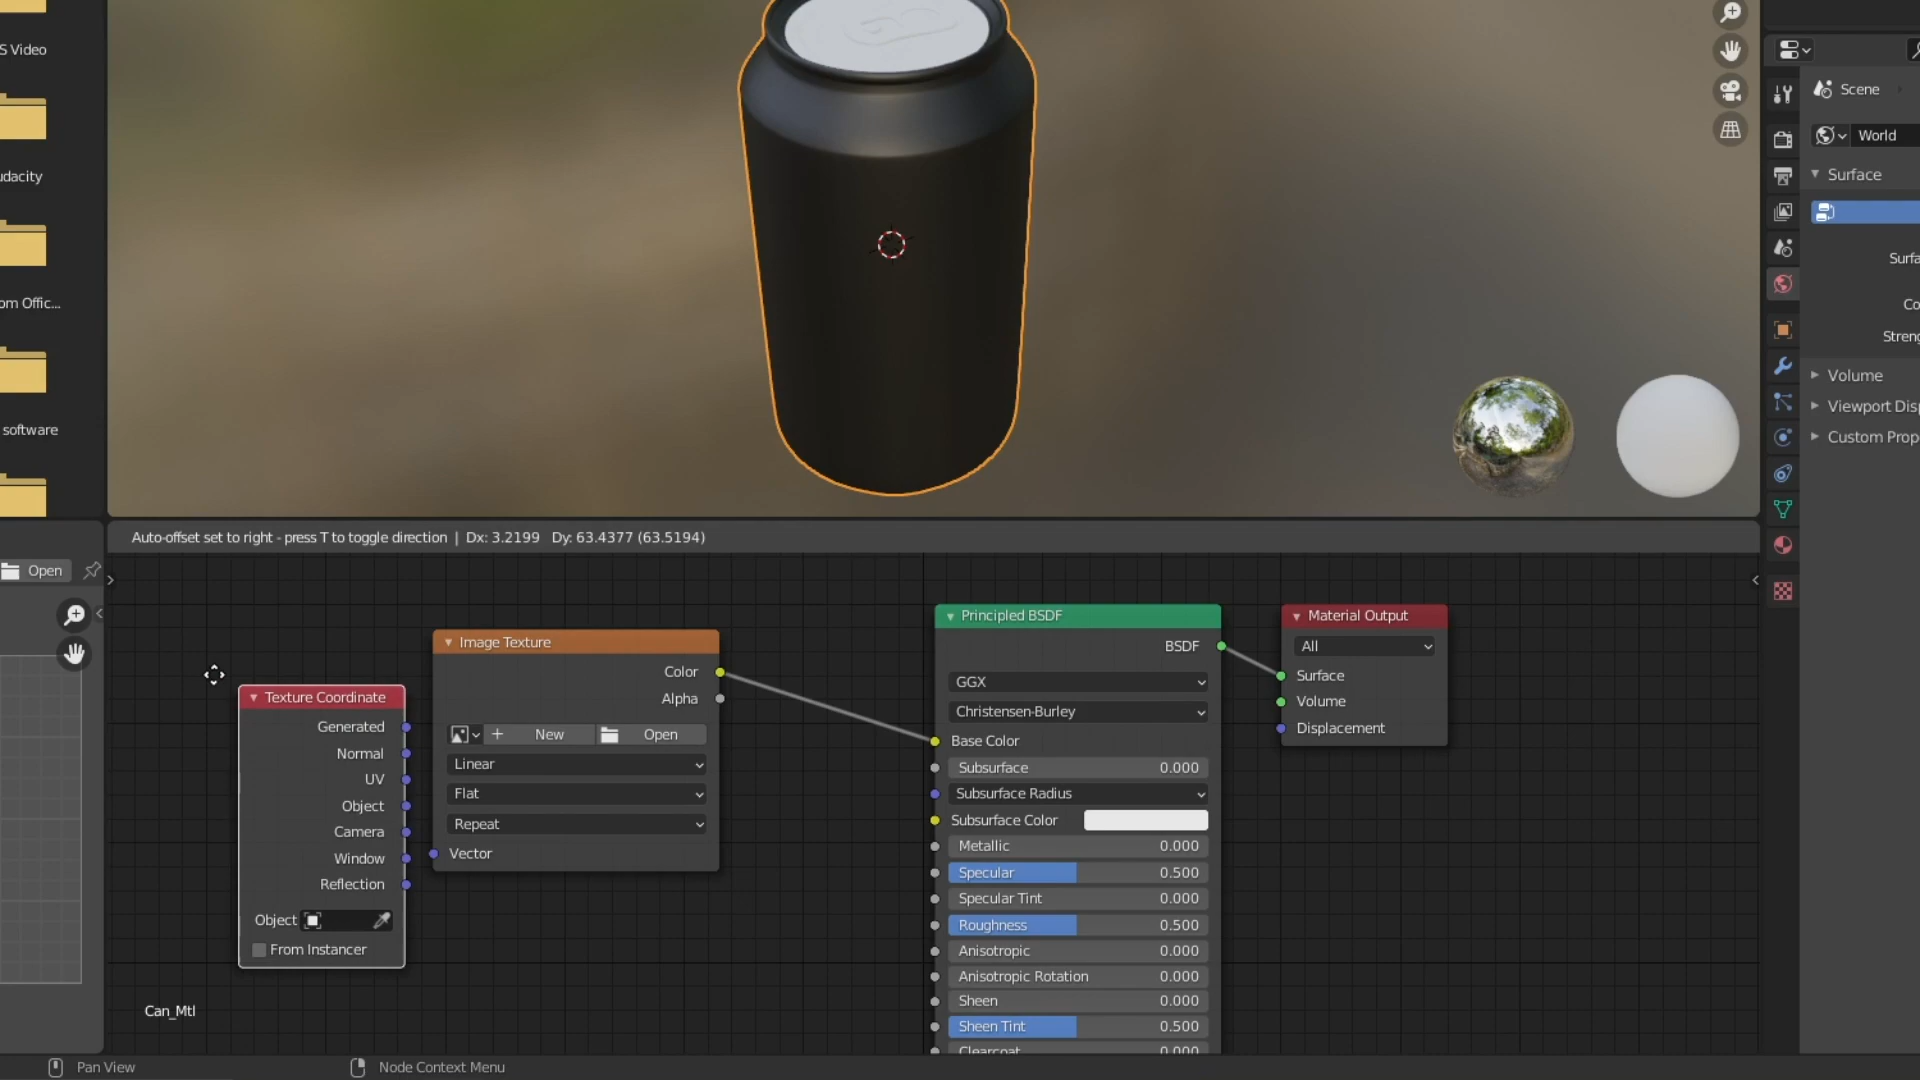 S Video
udacity
om Offic...
software
Open
Scene
World
Surface
Surfa
Co
Streng
Volume
Viewport Disp
Custom Prop
Auto-offset set to right - press T to toggle direction | Dx: 3.2199 Dy: 63.4377 (63.5194)
Texture Coordinate
Generated
Normal
UV
Object
Camera
Window
Reflection
Object
From Instancer
Image Texture
Color
Alpha
New
Open
Linear
Flat
Repeat
Vector
Principled BSDF
BSDF
GGX
Christensen-Burley
Base Color
Subsurface 0.000
Subsurface Radius
Subsurface Color
Metallic 0.000
Specular 0.500
Specular Tint 0.000
Roughness 0.500
Anisotropic 0.000
Anisotropic Rotation 0.000
Sheen 0.000
Sheen Tint 0.500
Clearcoat 0.000
Material Output
All
Surface
Volume
Displacement
Can_Mtl
Pan View
Node Context Menu